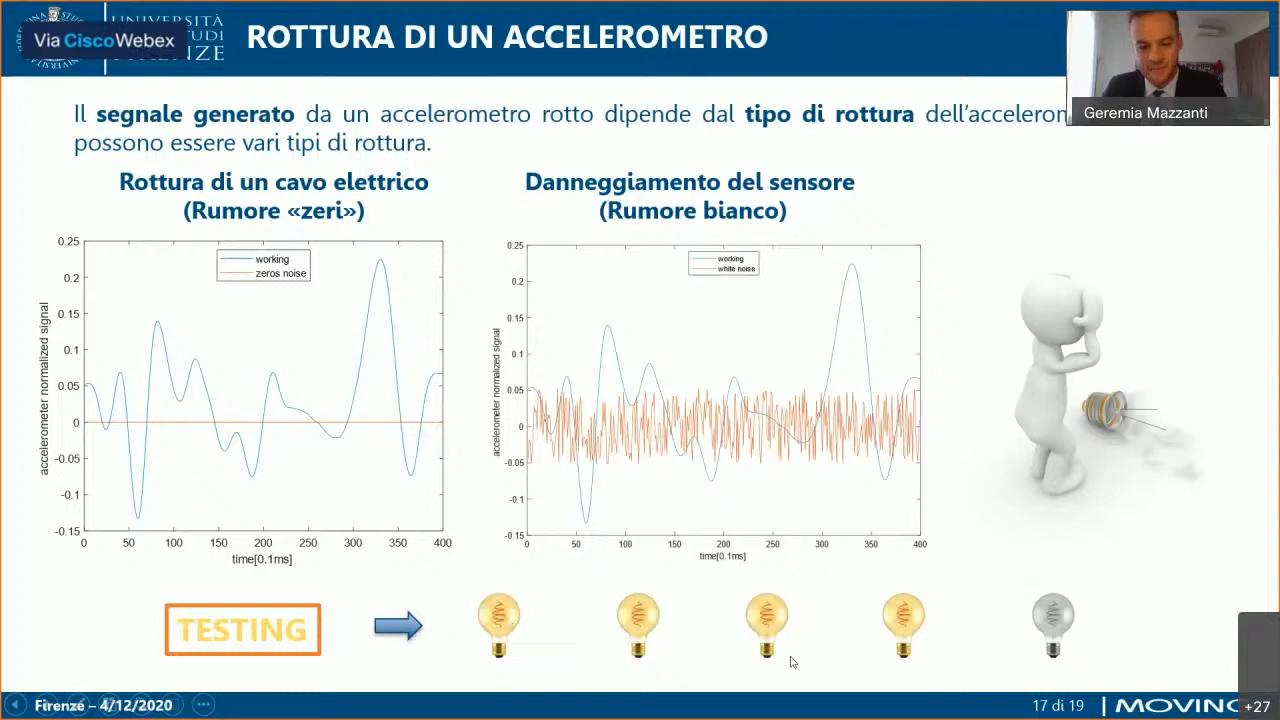 UNIVERSITÀ
Via Cisco Webex
ROTTURA DI UN ACCELEROMETRO
Geremia Mazzanti
Il segnale generato da un accelerometro rotto dipende dal tipo di rottura dell'acceleron
possono essere vari tipi di rottura.
Rottura di un cavo elettrico
(Rumore «zeri»)
Danneggiamento del sensore
(Rumore bianco)
0.25
0.2
0.15
0.1
0.05
0
-0.05
-0.1
-0.15
accelerometer normalized signal
working
zeros noise
0 50 100 150 200 250 300 350 400
time[0.1ms]
0.25
0.2
0.15
0.1
0.05
0
-0.05
-0.1
-0.15
accelerometer normalized signal
working
white noise
0 50 100 150 200 250 300 350 400
time[0.1ms]
TESTING
Firenze – 4/12/2020
17 di 19
MOVING
+27